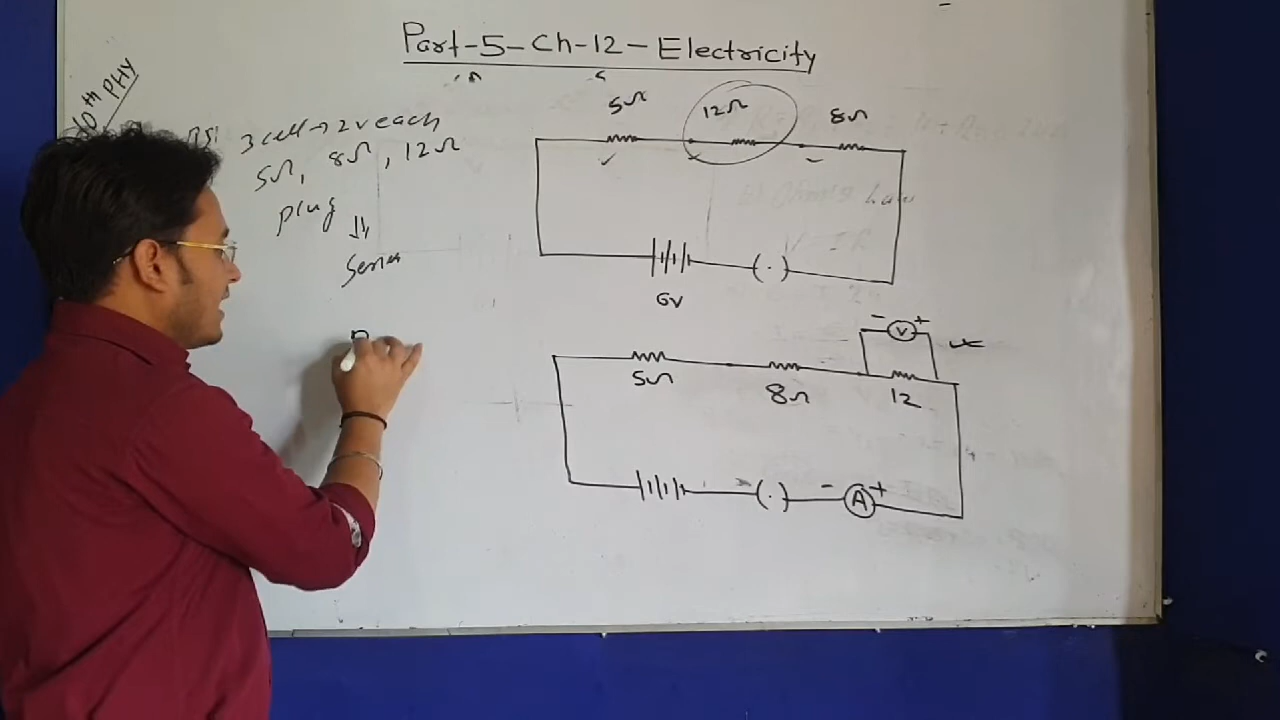 Part-5-Ch-12-Electricity
10th PHY
3 cell → 2v each
5Ω, 8Ω, 12Ω
plug
Series
5Ω 12Ω 8Ω
Law
6V
- V +
5Ω 8Ω 12
- A +